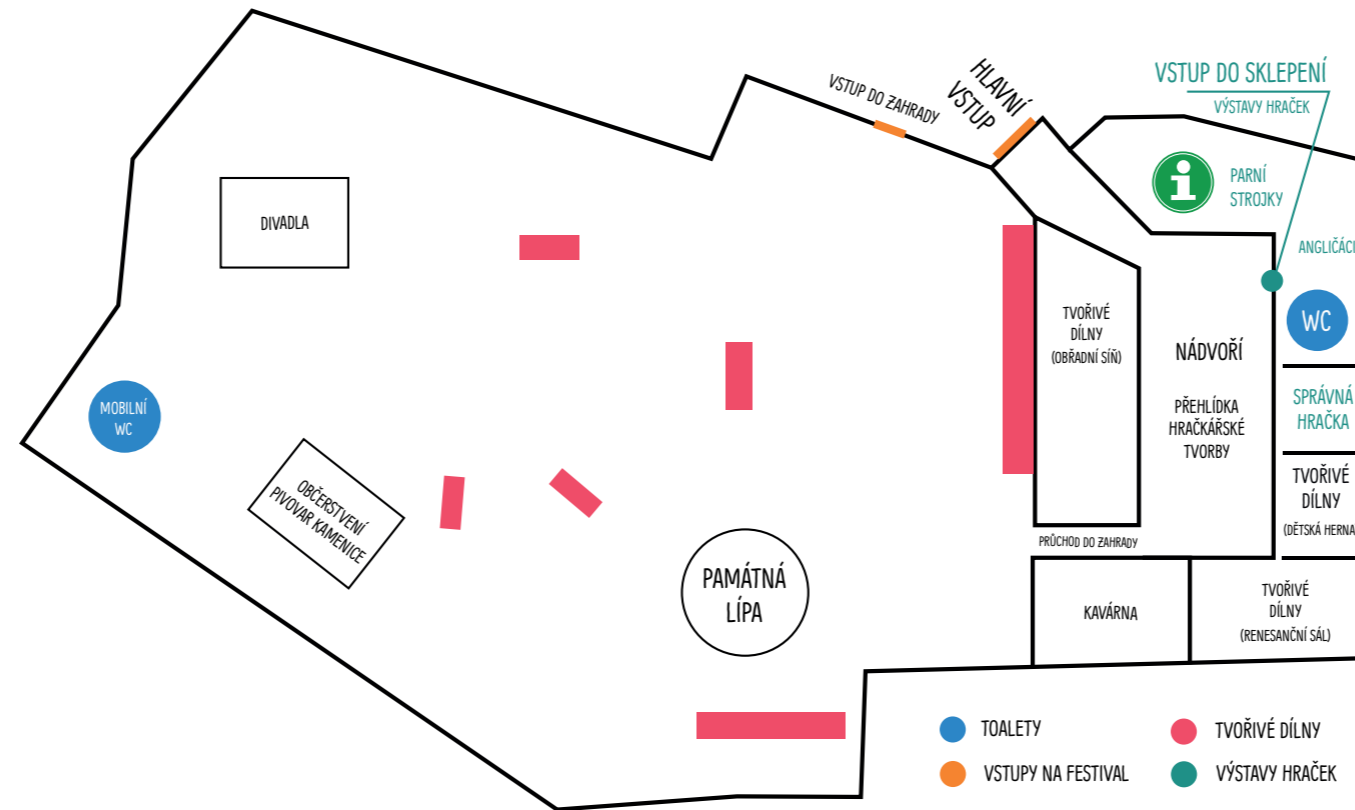 VSTUP DO ZAHRADY
HLAVNÍ
VSTUP
VSTUP DO SKLEPENÍ
VÝSTAVY HRAČEK
PARNÍ
STROJKY
ANGLIČÁCI
DIVADLA
WC
TVOŘIVÉ
DÍLNY
(OBŘADNÍ SÍŇ)
NÁDVOŘÍ
PŘEHLÍDKA
HRAČKÁŘSKÉ
TVORBY
SPRÁVNÁ
HRAČKA
TVOŘIVÉ
DÍLNY
(DĚTSKÁ HERNA
MOBILNÍ
WC
OBČERSTVENÍ
PIVOVAR KAMENICE
PRŮCHOD DO ZAHRADY
PAMÁTNÁ
LÍPA
KAVÁRNA
TVOŘIVÉ
DÍLNY
(RENESANČNÍ SÁL)
TOALETY
TVOŘIVÉ DÍLNY
VSTUPY NA FESTIVAL
VÝSTAVY HRAČEK